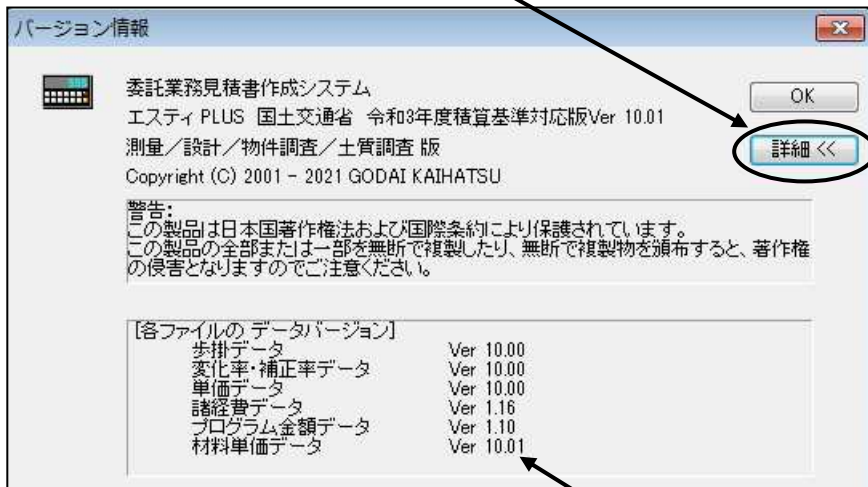 バージョン情報
委託業務見積書作成システム
OK
エスティ PLUS 国土交通省 令和3年度積算基準対応版Ver 10.01
詳細 <<
測量／設計／物件調査／土質調査 版
Copyright (C) 2001 - 2021 GODAI KAIHATSU
警告:
この製品は日本国著作権法および国際条約により保護されています。
この製品の全部または一部を無断で複製したり、無断で複製物を頒布すると、著作権
の侵害となりますのでご注意ください。
[各ファイルの データバージョン]
歩掛データ Ver 10.00
変化率・補正率データ Ver 10.00
単価データ Ver 10.00
諸経費データ Ver 1.16
プログラム金額データ Ver 1.10
材料単価データ Ver 10.01